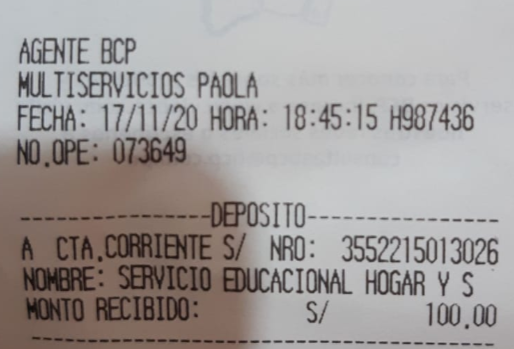 AGENTE BCP
MULTISERVICIOS PAOLA
FECHA: 17/11/20 HORA: 18:45:15 H987436
NO.OPE: 073649
------------------DEPOSITO------------------
A CTA.CORRIENTE S/ NRO: 3552215013026
NOMBRE: SERVICIO EDUCACIONAL HOGAR Y S
MONTO RECIBIDO: S/ 100.00